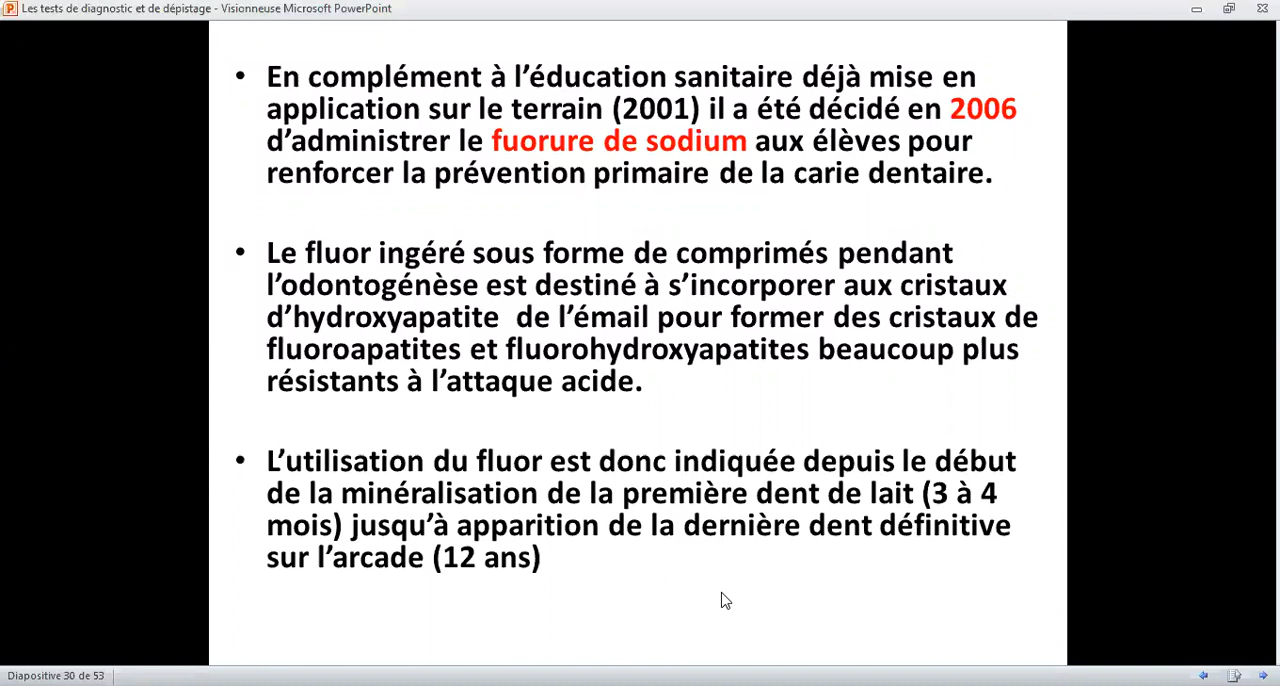 Les tests de diagnostic et de dépistage - Visionneuse Microsoft PowerPoint
• En complément à l’éducation sanitaire déjà mise en
application sur le terrain (2001) il a été décidé en 2006
d’administrer le fuorure de sodium aux élèves pour
renforcer la prévention primaire de la carie dentaire.
• Le fluor ingéré sous forme de comprimés pendant
l’odontogénèse est destiné à s’incorporer aux cristaux
d’hydroxyapatite de l’émail pour former des cristaux de
fluoroapatites et fluorohydroxyapatites beaucoup plus
résistants à l’attaque acide.
• L’utilisation du fluor est donc indiquée depuis le début
de la minéralisation de la première dent de lait (3 à 4
mois) jusqu’à apparition de la dernière dent définitive
sur l’arcade (12 ans)
Diapositive 30 de 53